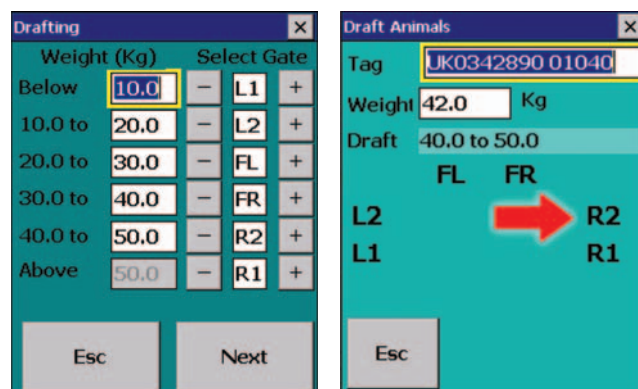 Drafting
Weight (Kg) Select Gate
Below 10.0 − L1 +
10.0 to 20.0 − L2 +
20.0 to 30.0 − FL +
30.0 to 40.0 − FR +
40.0 to 50.0 − R2 +
Above 50.0 − R1 +
Esc Next
Draft Animals
Tag UK0342890 01040
Weight 42.0 Kg
Draft 40.0 to 50.0
FL FR
L2 R2
L1 R1
Esc